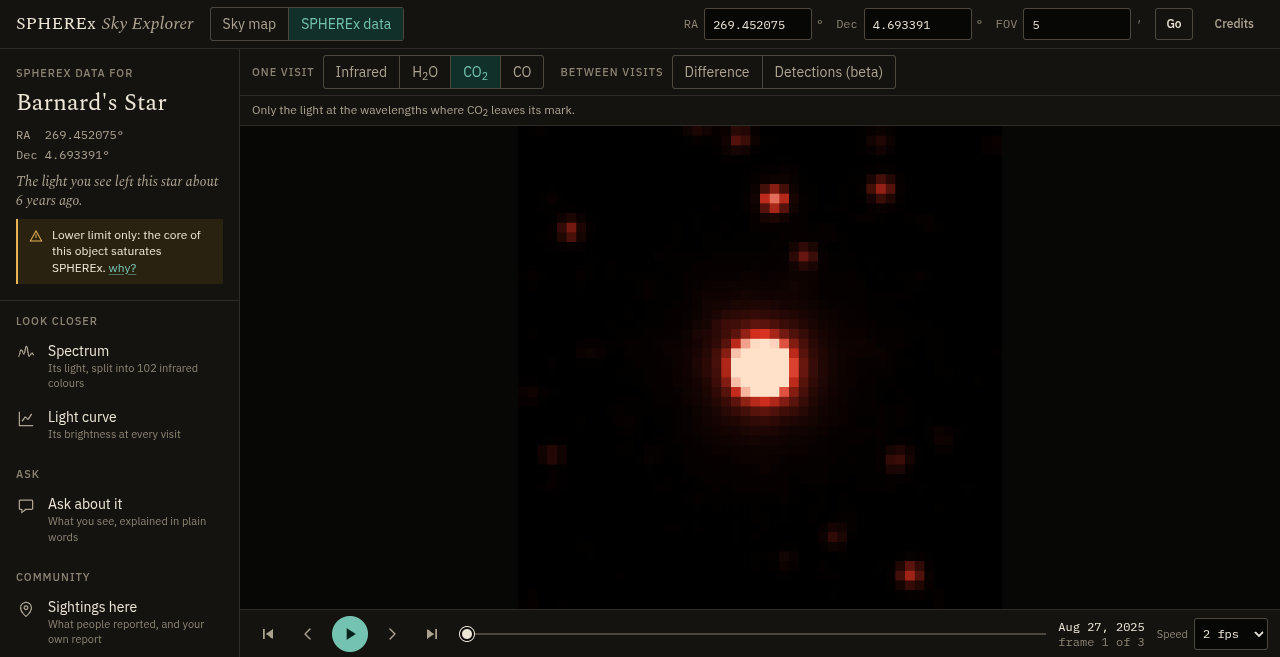 SPHEREx Sky Explorer
Sky map
SPHEREx data
RA 269.452075 °
Dec 4.693391 °
FOV 5 ′
Go
Credits
SPHEREX DATA FOR
Barnard's Star
RA 269.452075°
Dec 4.693391°
The light you see left this star about
6 years ago.
Lower limit only: the core of
this object saturates
SPHEREx. why?
LOOK CLOSER
Spectrum
Its light, split into 102 infrared
colours
Light curve
Its brightness at every visit
ASK
Ask about it
What you see, explained in plain
words
COMMUNITY
Sightings here
What people reported, and your
own report
ONE VISIT
Infrared
H₂O
CO₂
CO
BETWEEN VISITS
Difference
Detections (beta)
Only the light at the wavelengths where CO₂ leaves its mark.
Aug 27, 2025
frame 1 of 3
Speed
2 fps